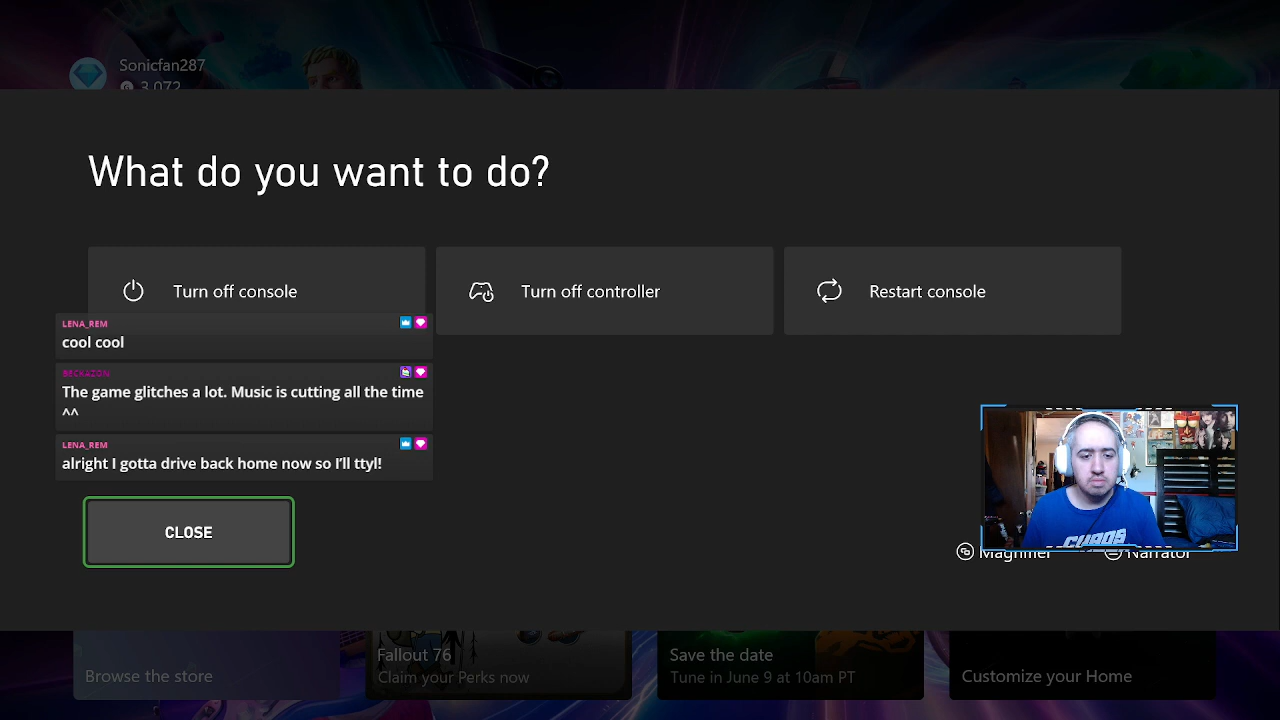 Sonicfan287
3,072
What do you want to do?
Turn off console
Turn off controller
Restart console
LENA_REM
cool cool
BECKAZON
The game glitches a lot. Music is cutting all the time
^^
LENA_REM
alright I gotta drive back home now so I'll ttyl!
CLOSE
CHAOS
Magnifier
Narrator
Browse the store
Fallout 76
Claim your Perks now
Save the date
Tune in June 9 at 10am PT
Customize your Home